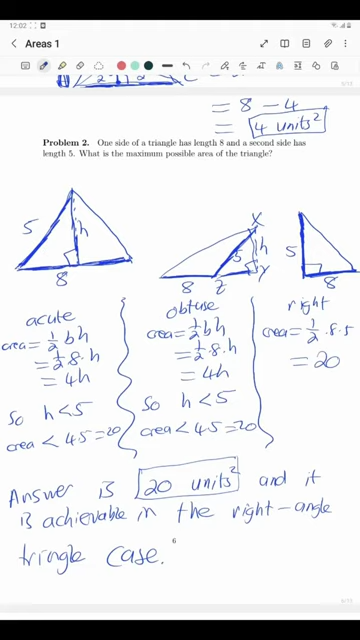 12:02
Areas 1
= 8 - 4
= 4 units²
Problem 2. One side of a triangle has length 8 and a second side has
length 5. What is the maximum possible area of the triangle?
5
h
8
X
5
h
8
Z
Y
5
8
acute
area = 1/2 bh
= 1/2 · 8 · h
= 4h
So h < 5
area < 4·5 = 20
obtuse
area = 1/2 bh
= 1/2 · 8 · h
= 4h
So h < 5
area < 4·5 = 20
right
area = 1/2 · 8 · 5
= 20
Answer is 20 units² and it
is achievable in the right-angle
triangle case.
6